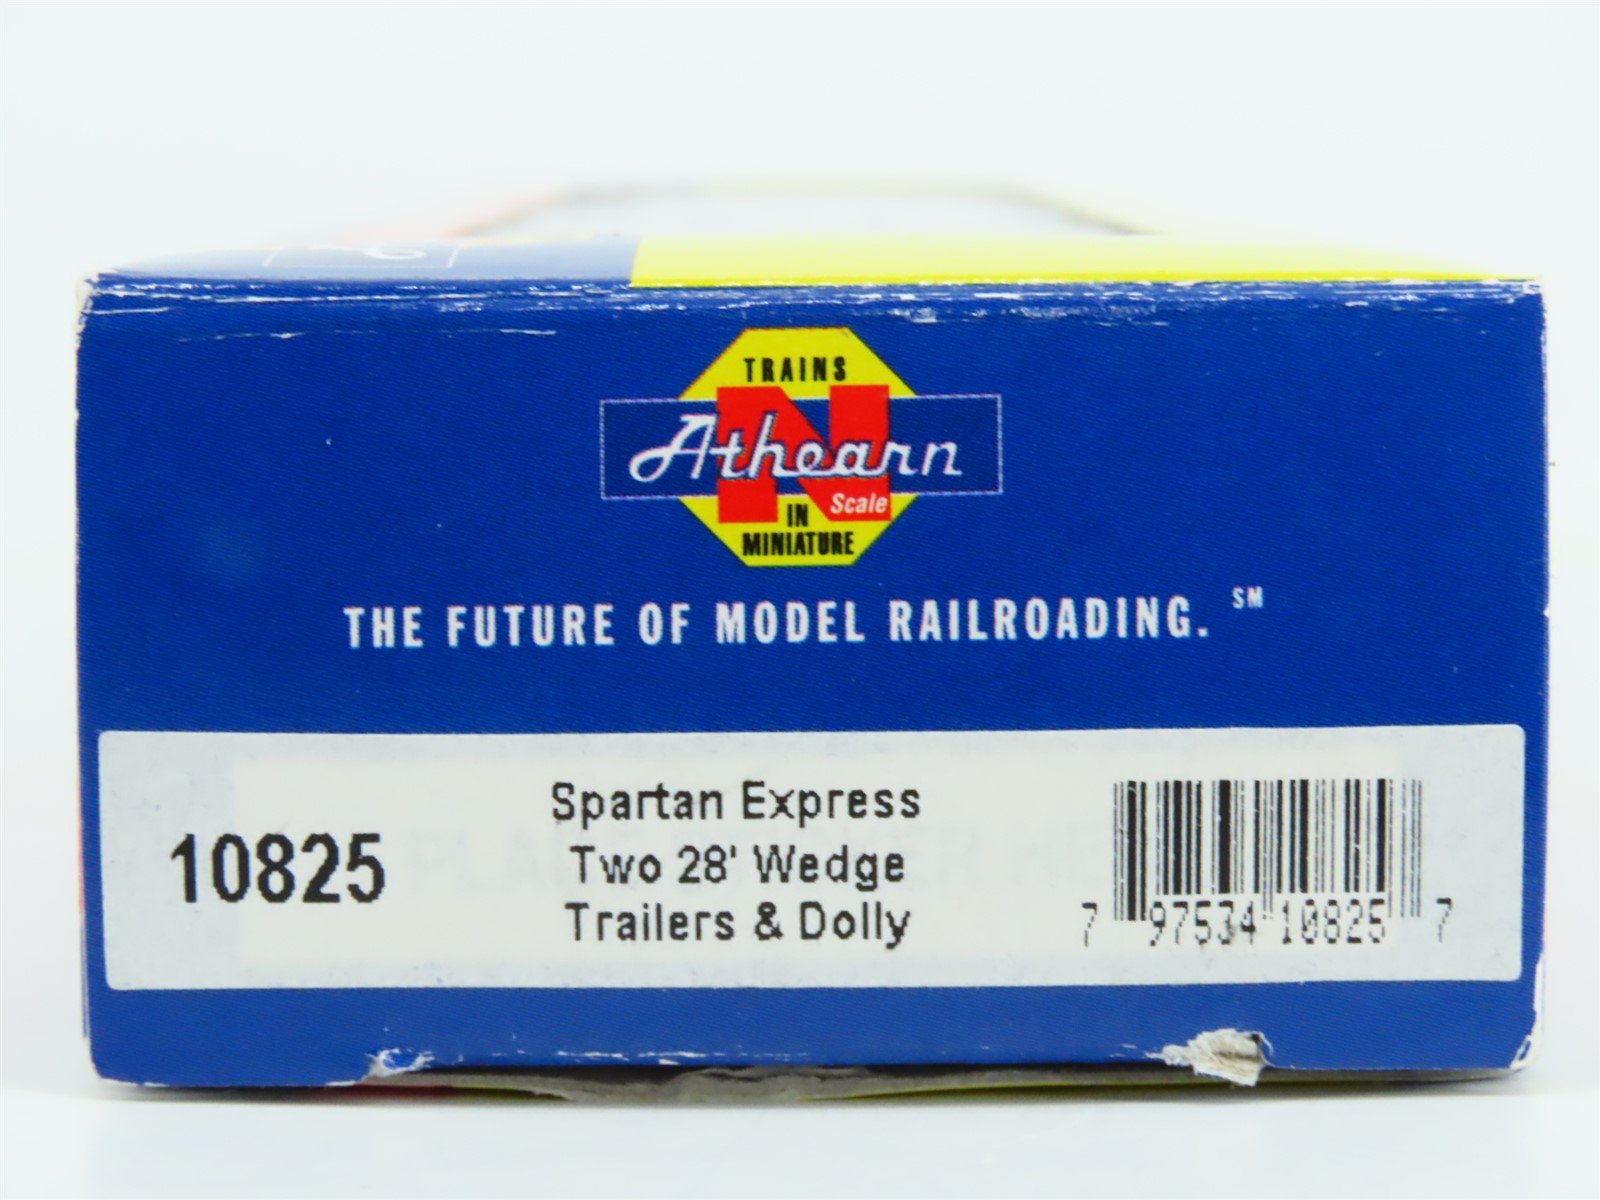 TRAINS
N
Athearn
Scale
IN
MINIATURE
THE FUTURE OF MODEL RAILROADING. SM
10825
Spartan Express
Two 28' Wedge
Trailers & Dolly
7 97534 10825 7